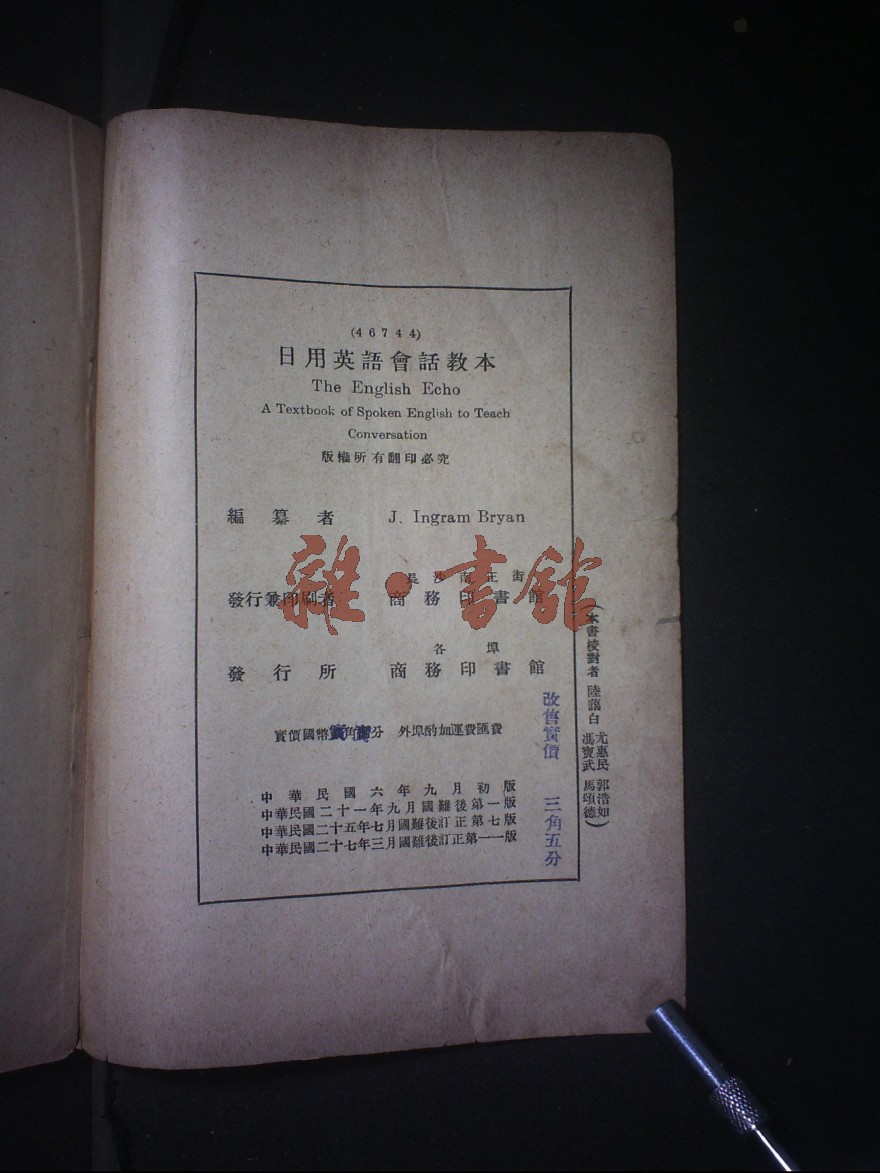 (46744)
日用英語會話教本
The English Echo
A Textbook of Spoken English to Teach
Conversation
版權所有翻印必究
編纂者 J. Ingram Bryan
長沙南正街
發行兼印刷者 商務印書館
各埠
發行所 商務印書館
實價國幣 角 分 外埠酌加運費匯費
中華民國六年九月初版
中華民國二十一年九月國難後第一版
中華民國二十五年七月國難後訂正第七版
中華民國二十七年三月國難後訂正第一一版
改售實價 三角五分
(本書校對者 陸謁白 尤惠民 馮寶武 郭浩如 馬頌德)
雜·書館